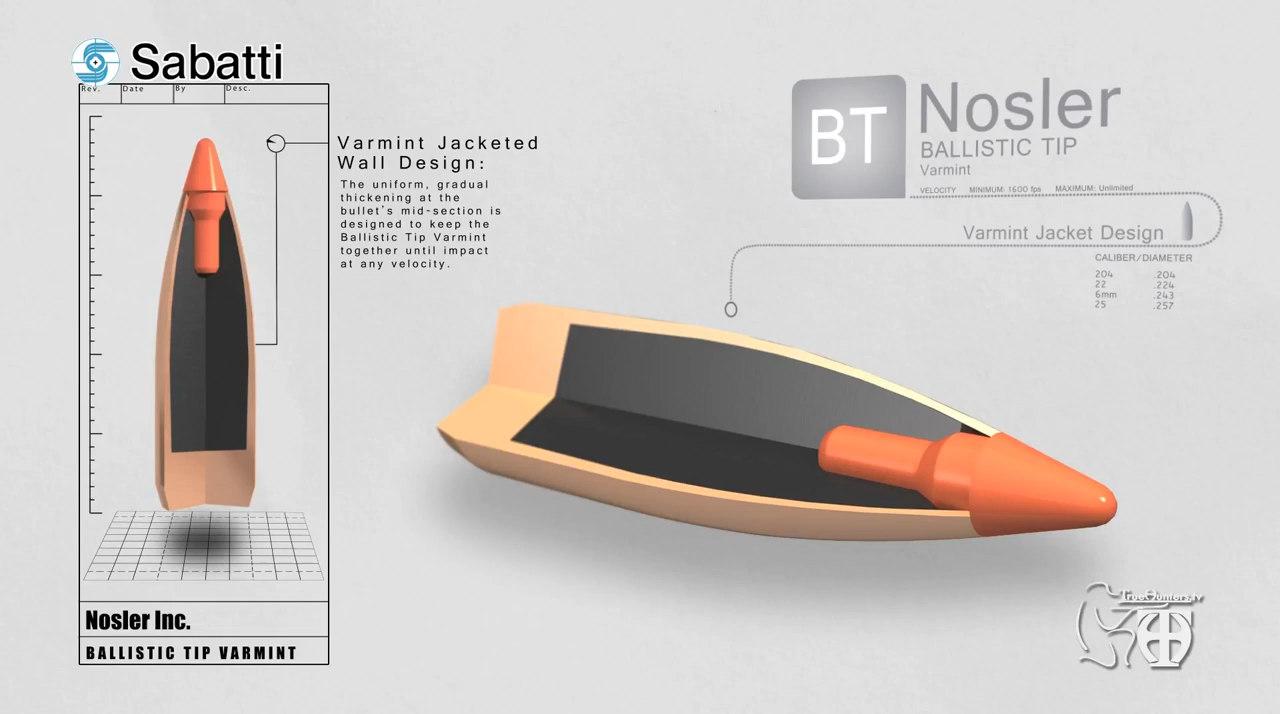 Sabatti
Rev. Date By Desc.
Varmint Jacketed
Wall Design:
The uniform, gradual
thickening at the
bullet's mid-section is
designed to keep the
Ballistic Tip Varmint
together until impact
at any velocity.
Nosler Inc.
BALLISTIC TIP VARMINT
BT
Nosler
BALLISTIC TIP
Varmint
VELOCITY MINIMUM: 1600 fps MAXIMUM: Unlimited
Varmint Jacket Design
CALIBER/DIAMETER
204 .204
22 .224
6mm .243
25 .257
TrueHunters.TV